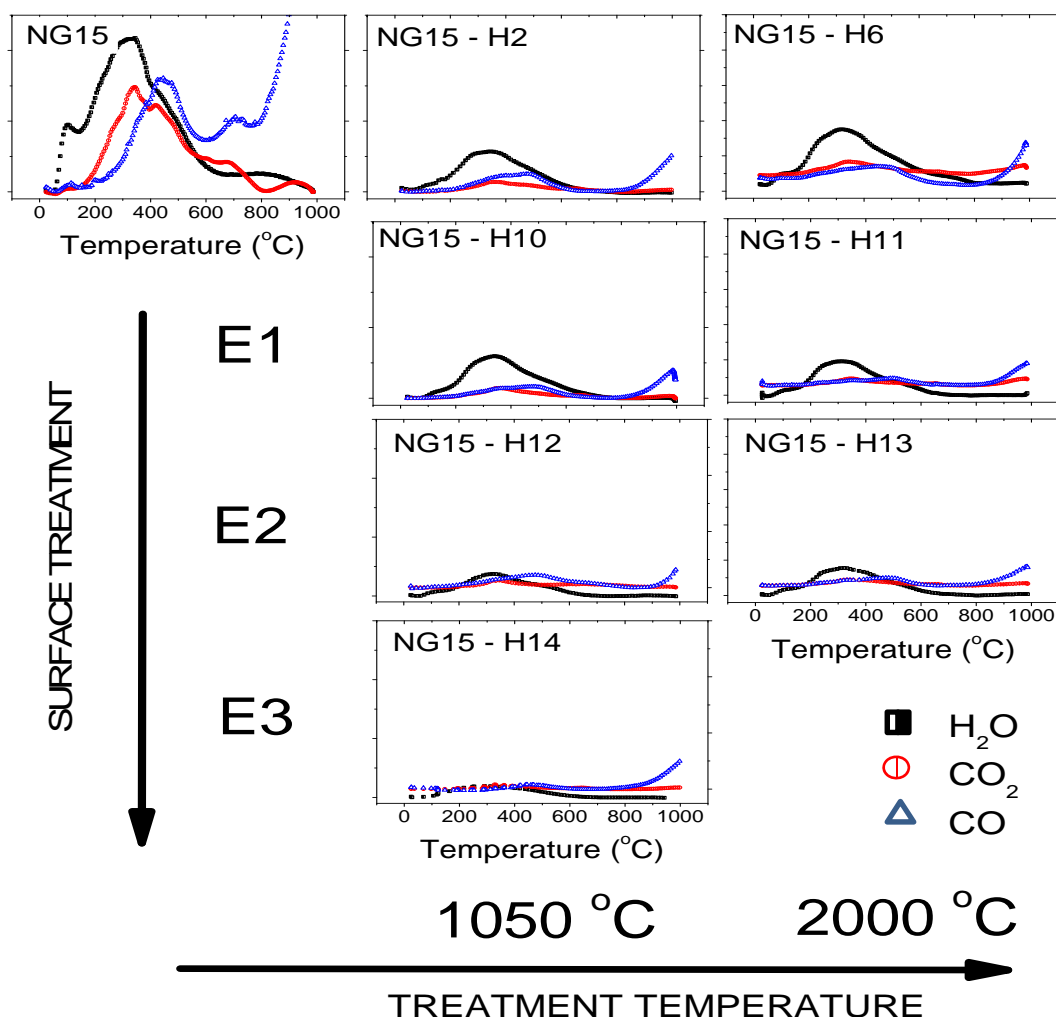 NG15
NG15 - H2
NG15 - H6
0 200 400 600 800 1000
Temperature (°C)
NG15 - H10
NG15 - H11
E1
NG15 - H12
NG15 - H13
E2
SURFACE TREATMENT
0 200 400 600 800 1000
Temperature (°C)
NG15 - H14
E3
H₂O
CO₂
CO
0 200 400 600 800 1000
Temperature (°C)
1050 °C
2000 °C
TREATMENT TEMPERATURE